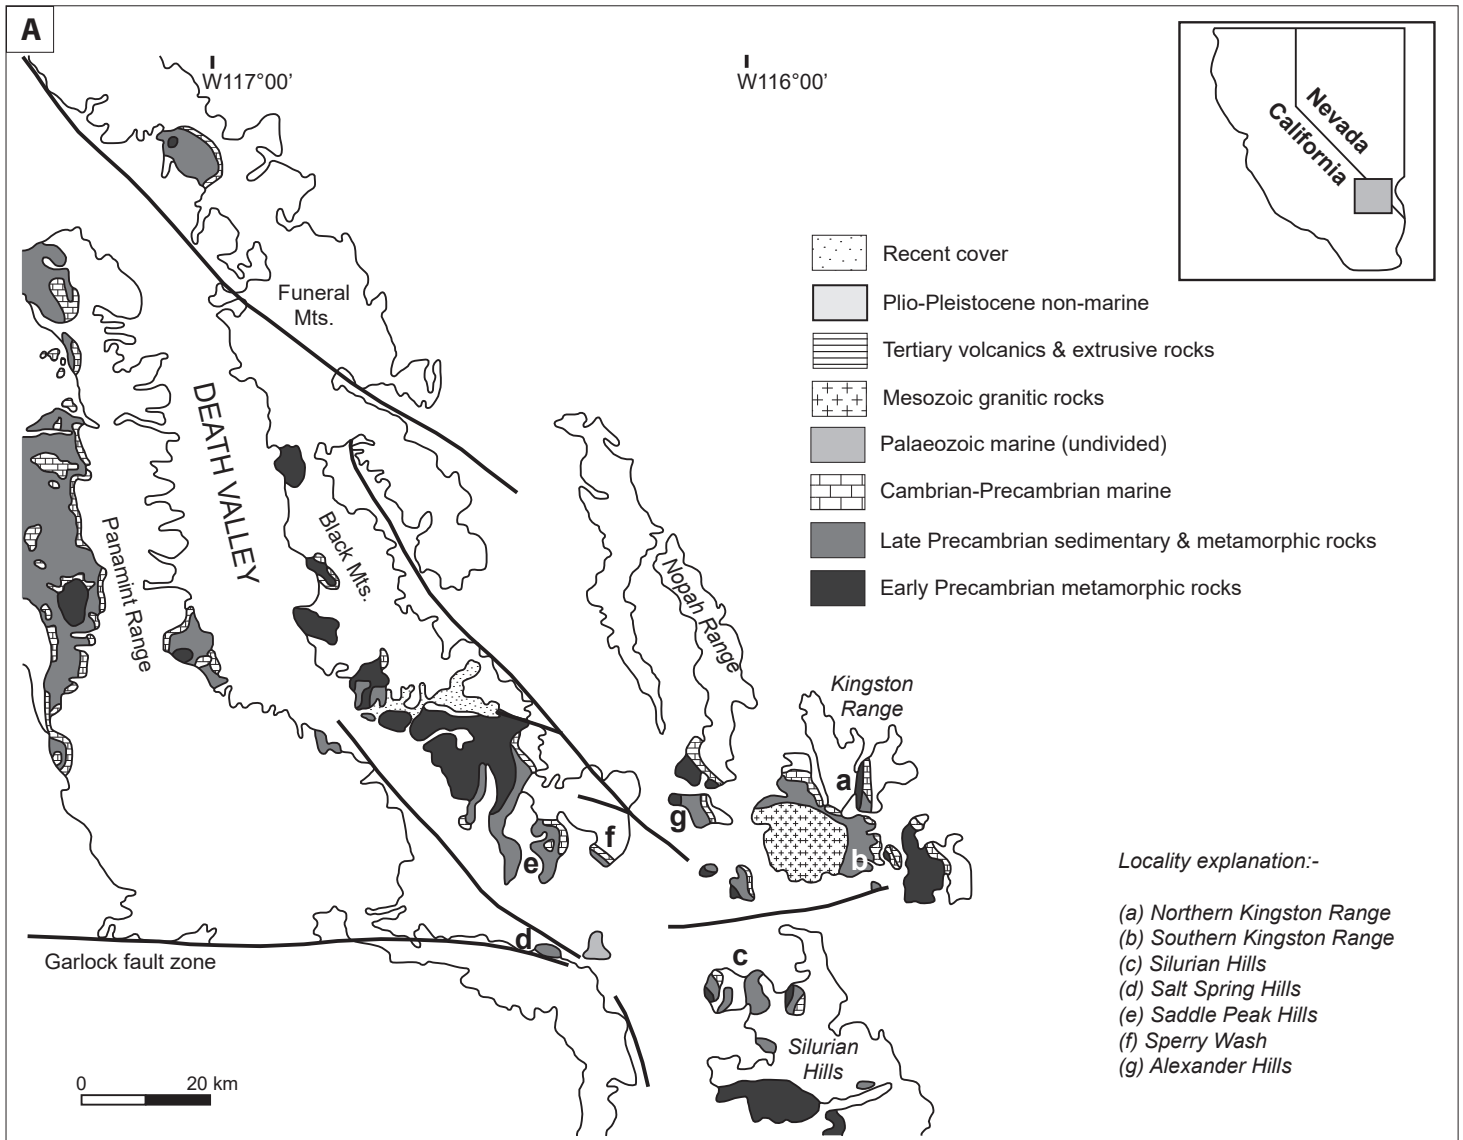 A
W117°00'
W116°00'
Nevada
California
Funeral
Mts.
Recent cover
Plio-Pleistocene non-marine
Tertiary volcanics & extrusive rocks
Mesozoic granitic rocks
Palaeozoic marine (undivided)
Cambrian-Precambrian marine
Late Precambrian sedimentary & metamorphic rocks
Early Precambrian metamorphic rocks
DEATH VALLEY
Panamint Range
Black Mts.
Nopah Range
Kingston
Range
a
g
f
e
b
d
c
Garlock fault zone
Silurian
Hills
0 20 km
Locality explanation:-
(a) Northern Kingston Range
(b) Southern Kingston Range
(c) Silurian Hills
(d) Salt Spring Hills
(e) Saddle Peak Hills
(f) Sperry Wash
(g) Alexander Hills